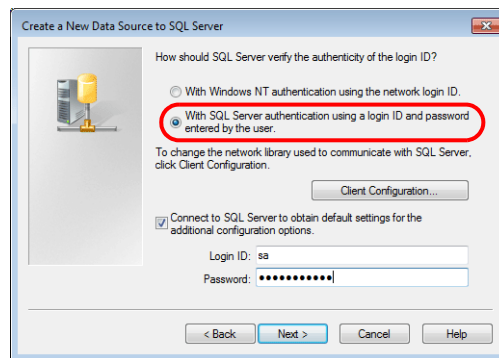 Create a New Data Source to SQL Server
How should SQL Server verify the authenticity of the login ID?
With Windows NT authentication using the network login ID.
With SQL Server authentication using a login ID and password
entered by the user.
To change the network library used to communicate with SQL Server,
click Client Configuration.
Client Configuration...
Connect to SQL Server to obtain default settings for the
additional configuration options.
Login ID: sa
Password: ●●●●●●●●●●●
< Back Next > Cancel Help